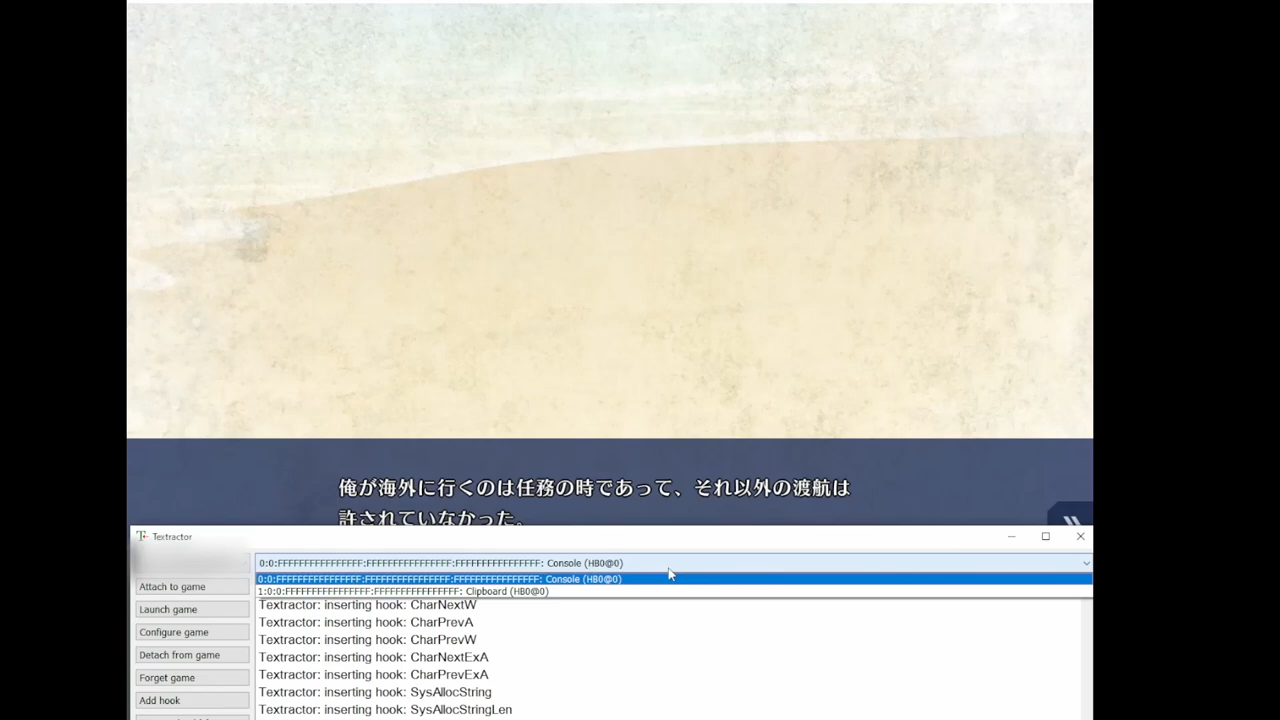 俺が海外に行くのは任務の時であって、それ以外の渡航は
許されていなかった。
Textractor
0:0:FFFFFFFFFFFFFFFF:FFFFFFFFFFFFFFFF:FFFFFFFFFFFFFFFF: Console (HB0@0)
0:0:FFFFFFFFFFFFFFFF:FFFFFFFFFFFFFFFF:FFFFFFFFFFFFFFFF: Console (HB0@0)
1:0:0:FFFFFFFFFFFFFFFF:FFFFFFFFFFFFFFFF: Clipboard (HB0@0)
Attach to game
Launch game
Configure game
Detach from game
Forget game
Add hook
Textractor: inserting hook: CharNextW
Textractor: inserting hook: CharPrevA
Textractor: inserting hook: CharPrevW
Textractor: inserting hook: CharNextExA
Textractor: inserting hook: CharPrevExA
Textractor: inserting hook: SysAllocString
Textractor: inserting hook: SysAllocStringLen